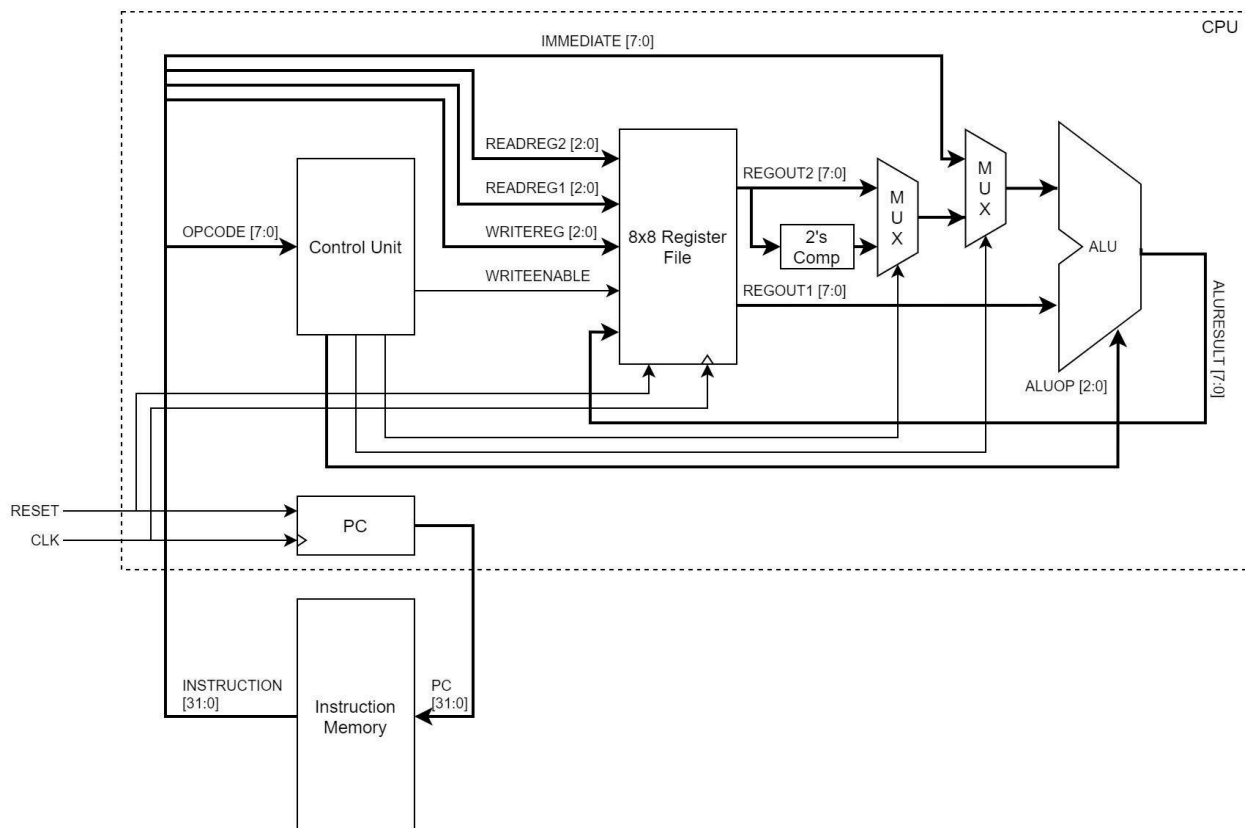 CPU
IMMEDIATE [7:0]
READREG2 [2:0]
READREG1 [2:0]
OPCODE [7:0]
WRITEREG [2:0]
WRITEENABLE
Control Unit
8x8 Register
File
REGOUT2 [7:0]
2's
Comp
REGOUT1 [7:0]
M
U
X
M
U
X
ALU
ALUOP [2:0]
ALURESULT [7:0]
RESET
CLK
PC
INSTRUCTION
[31:0]
PC
[31:0]
Instruction
Memory